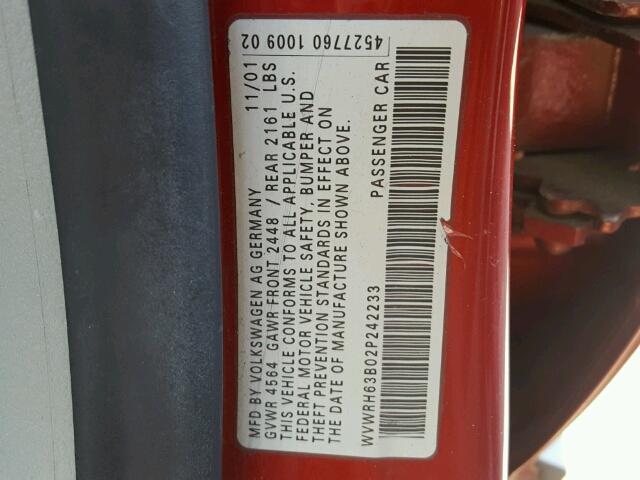 MFD BY VOLKSWAGEN AG GERMANY 11/01
GVWR 4564 GAWR FRONT 2448 / REAR 2161 LBS
THIS VEHICLE CONFORMS TO ALL APPLICABLE U.S.
FEDERAL MOTOR VEHICLE SAFETY, BUMPER AND
THEFT PREVENTION STANDARDS IN EFFECT ON
THE DATE OF MANUFACTURE SHOWN ABOVE.
PASSENGER CAR
WVWRH63B02P242233
4527760 1009 02